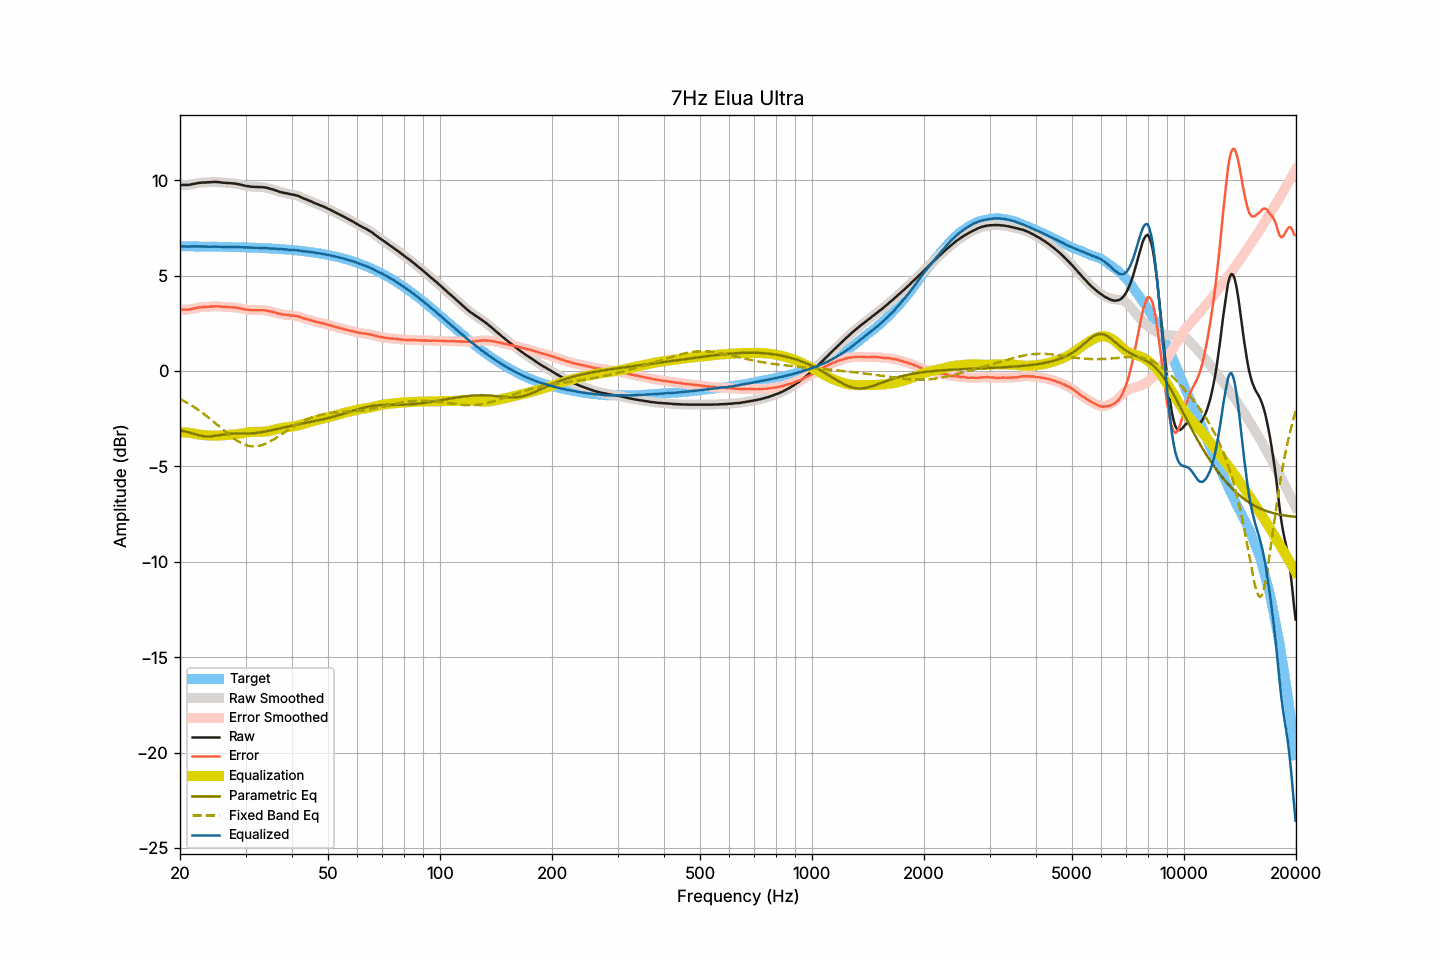 7Hz Elua Ultra
10
5
0
−5
−10
−15
−20
−25
Amplitude (dBr)
Target
Raw Smoothed
Error Smoothed
Raw
Error
Equalization
Parametric Eq
Fixed Band Eq
Equalized
20 50 100 200 500 1000 2000 5000 10000 20000
Frequency (Hz)